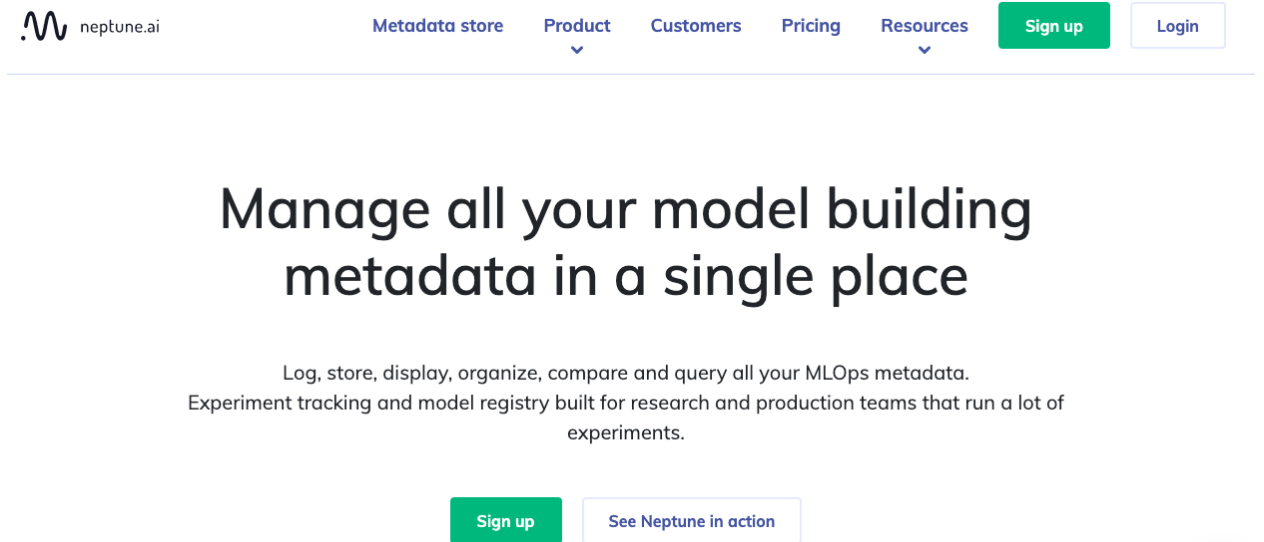 neptune.ai
Metadata store
Product
Customers
Pricing
Resources
Sign up
Login
Manage all your model building
metadata in a single place
Log, store, display, organize, compare and query all your MLOps metadata.
Experiment tracking and model registry built for research and production teams that run a lot of
experiments.
Sign up
See Neptune in action